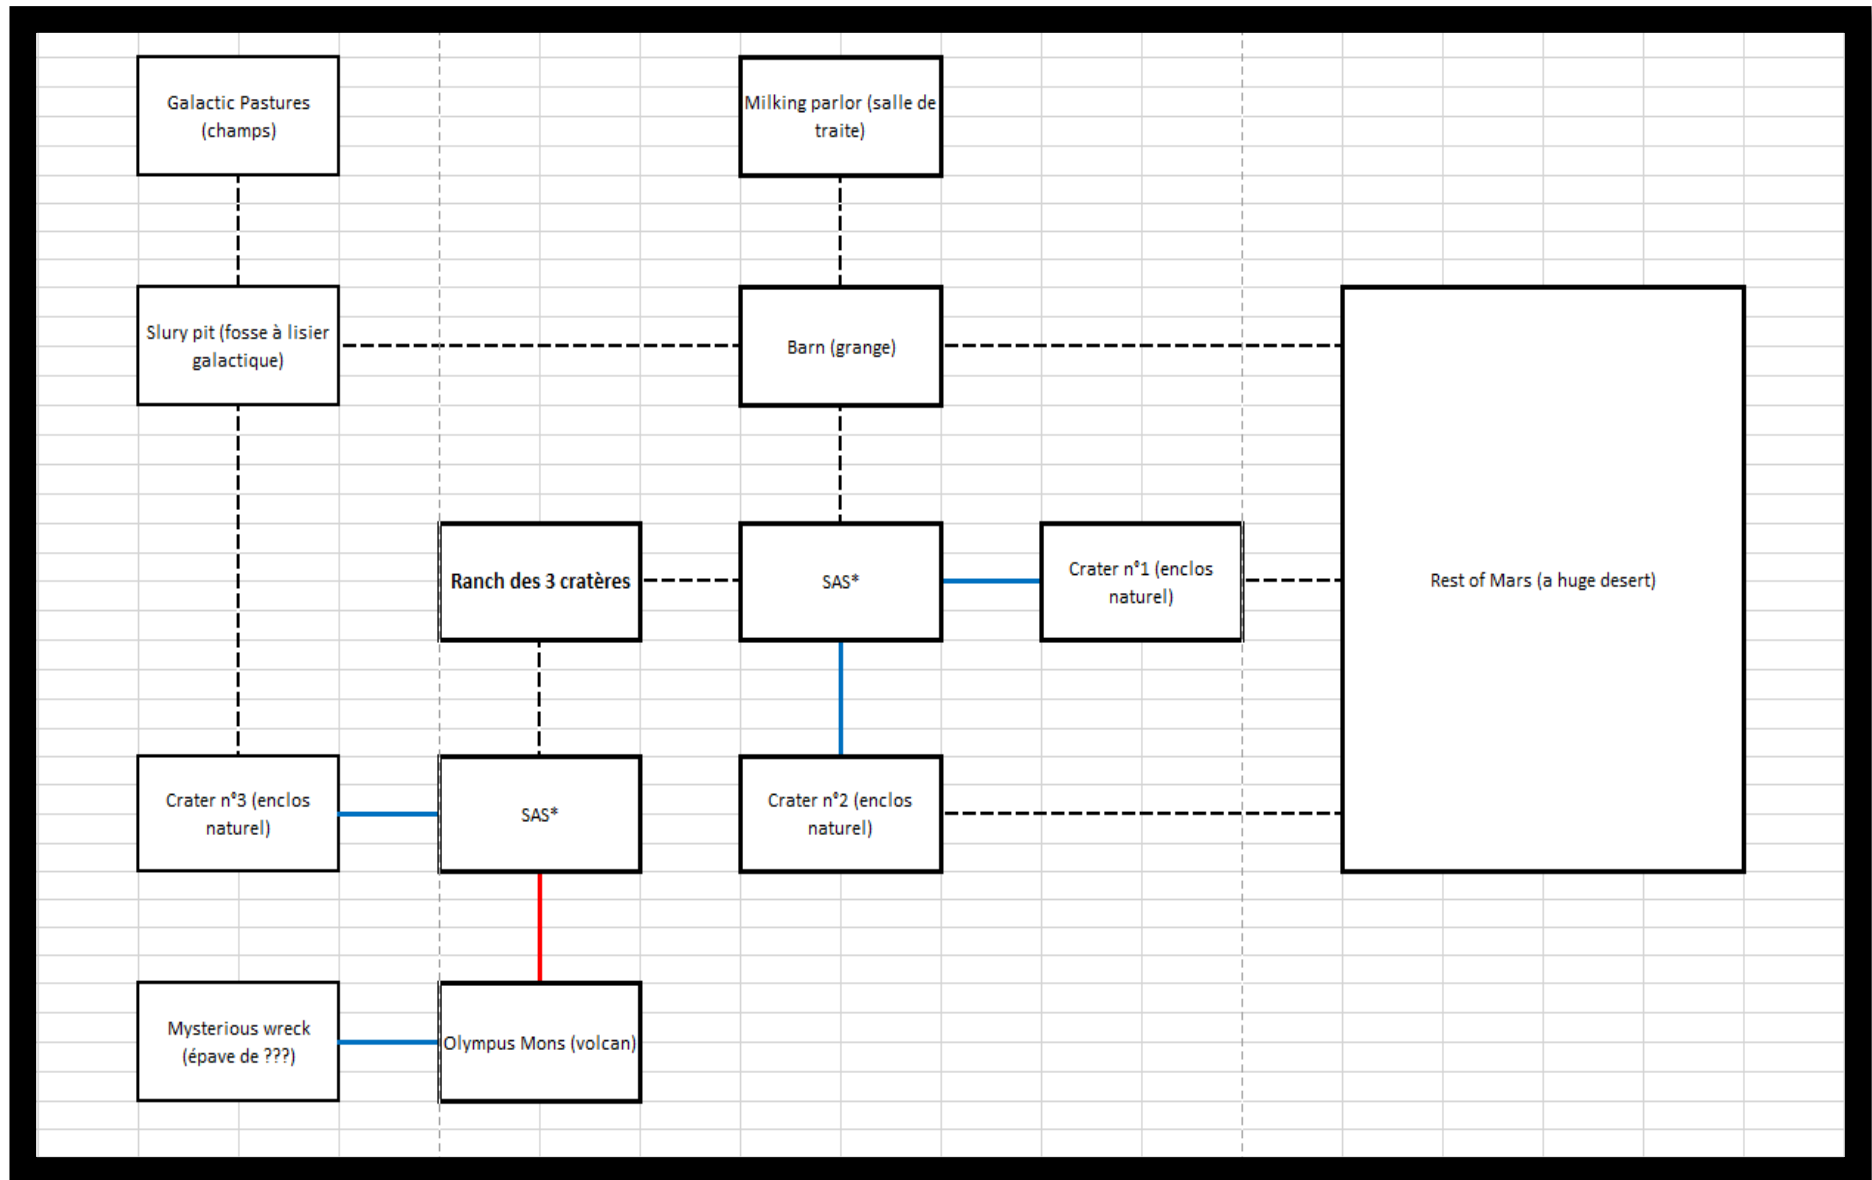 Galactic Pastures
(champs)
Milking parlor (salle de
traite)
Slury pit (fosse à lisier
galactique)
Barn (grange)
Ranch des 3 cratères
SAS*
Crater n°1 (enclos
naturel)
Rest of Mars (a huge desert)
Crater n°3 (enclos
naturel)
SAS*
Crater n°2 (enclos
naturel)
Mysterious wreck
(épave de ???)
Olympus Mons (volcan)